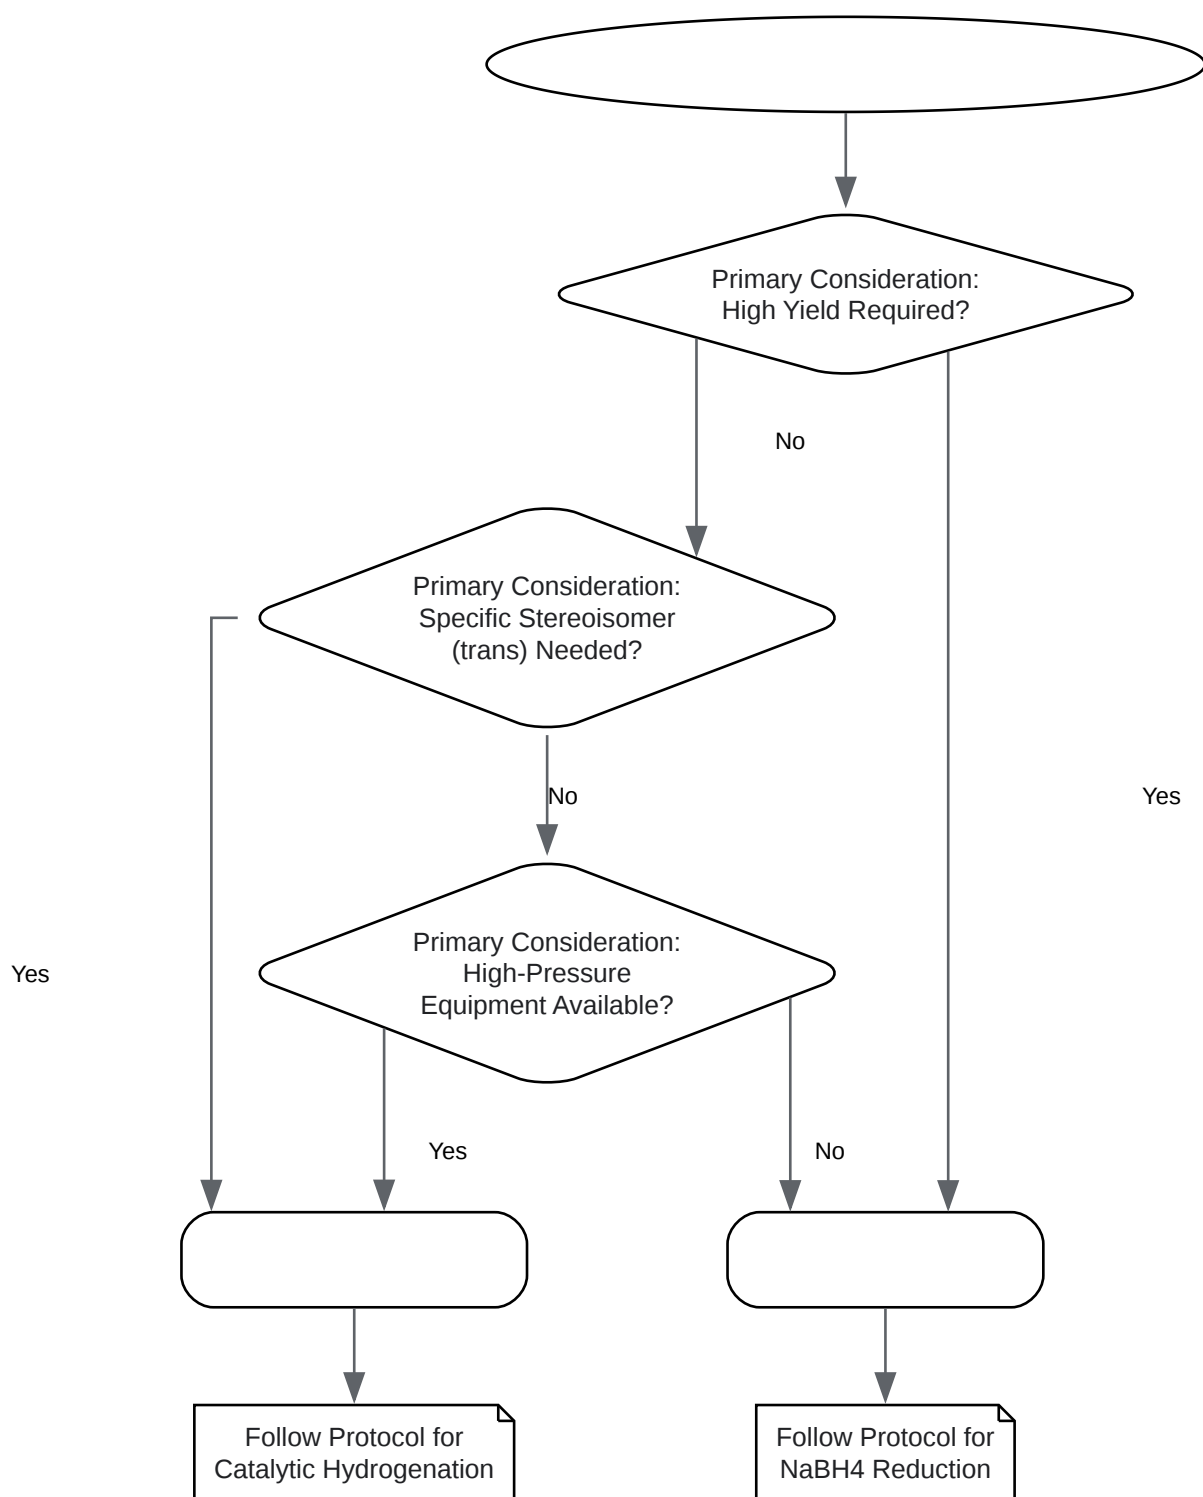 Primary Consideration:
High Yield Required?
No
Primary Consideration:
Specific Stereoisomer
(trans) Needed?
No
Yes
Primary Consideration:
High-Pressure
Equipment Available?
Yes
Yes
No
Follow Protocol for
Catalytic Hydrogenation
Follow Protocol for
NaBH4 Reduction